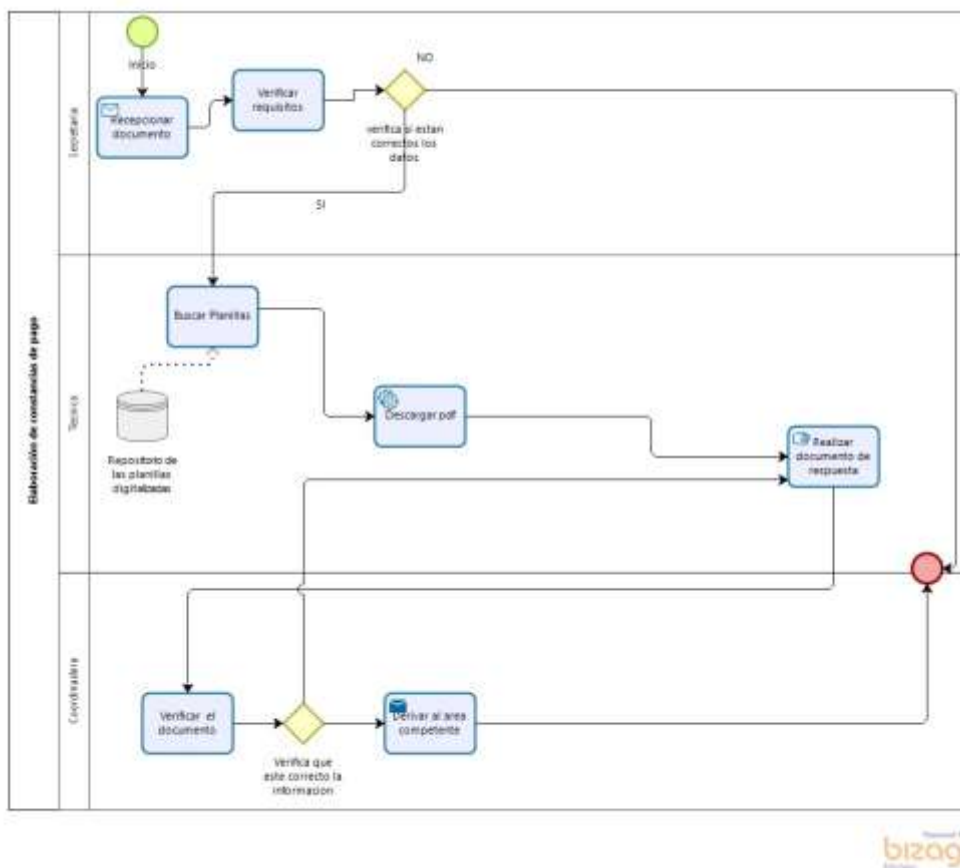 Elaboración de constancias de pago
Secretaria
Inicio
Recepcionar
documento
Verificar
requisitos
NO
verifica si estan
correctos los
datos
SI
Tecnico
Buscar Planillas
Repositorio de
las planillas
digitalizadas
Descargar pdf
Realizar
documento de
respuesta
Coordinadora
Verificar el
documento
Verifica que
este correcto la
informacion
Derivar al area
competente
bizag